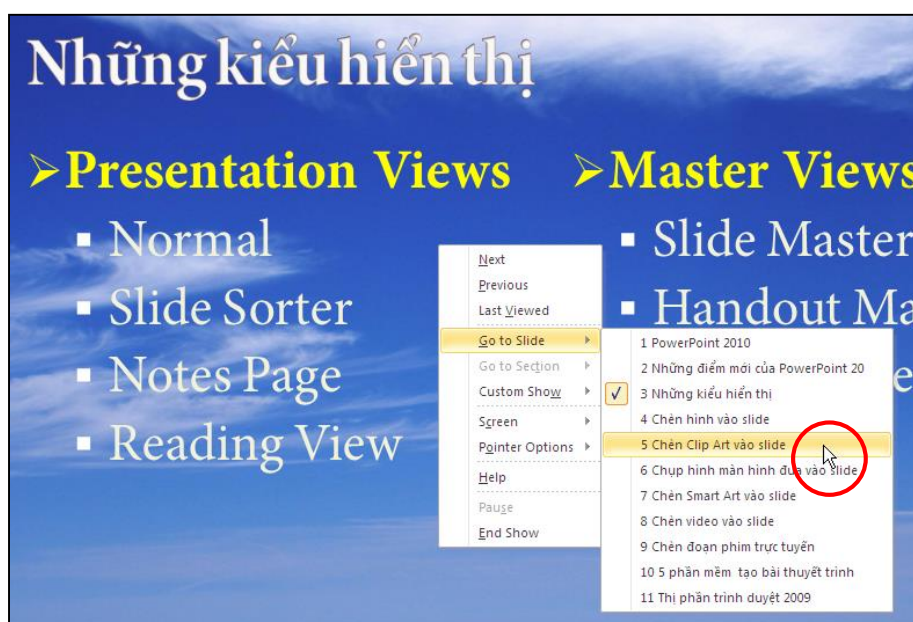 Những kiểu hiển thị
➢Presentation Views
▪ Normal
▪ Slide Sorter
▪ Notes Page
▪ Reading View
➢Master Views
▪ Slide Master
▪ Handout
Next
Previous
Last Viewed
Go to Slide
Go to Section
Custom Show
Screen
Pointer Options
Help
Pause
End Show
1 PowerPoint 2010
2 Những điểm mới của PowerPoint 20
3 Những kiểu hiển thị
4 Chèn hình vào slide
5 Chèn Clip Art vào slide
6 Chụp hình màn hình đưa vào slide
7 Chèn Smart Art vào slide
8 Chèn video vào slide
9 Chèn đoạn phim trực tuyến
10 5 phần mềm tạo bài thuyết trình
11 Thị phần trình duyệt 2009